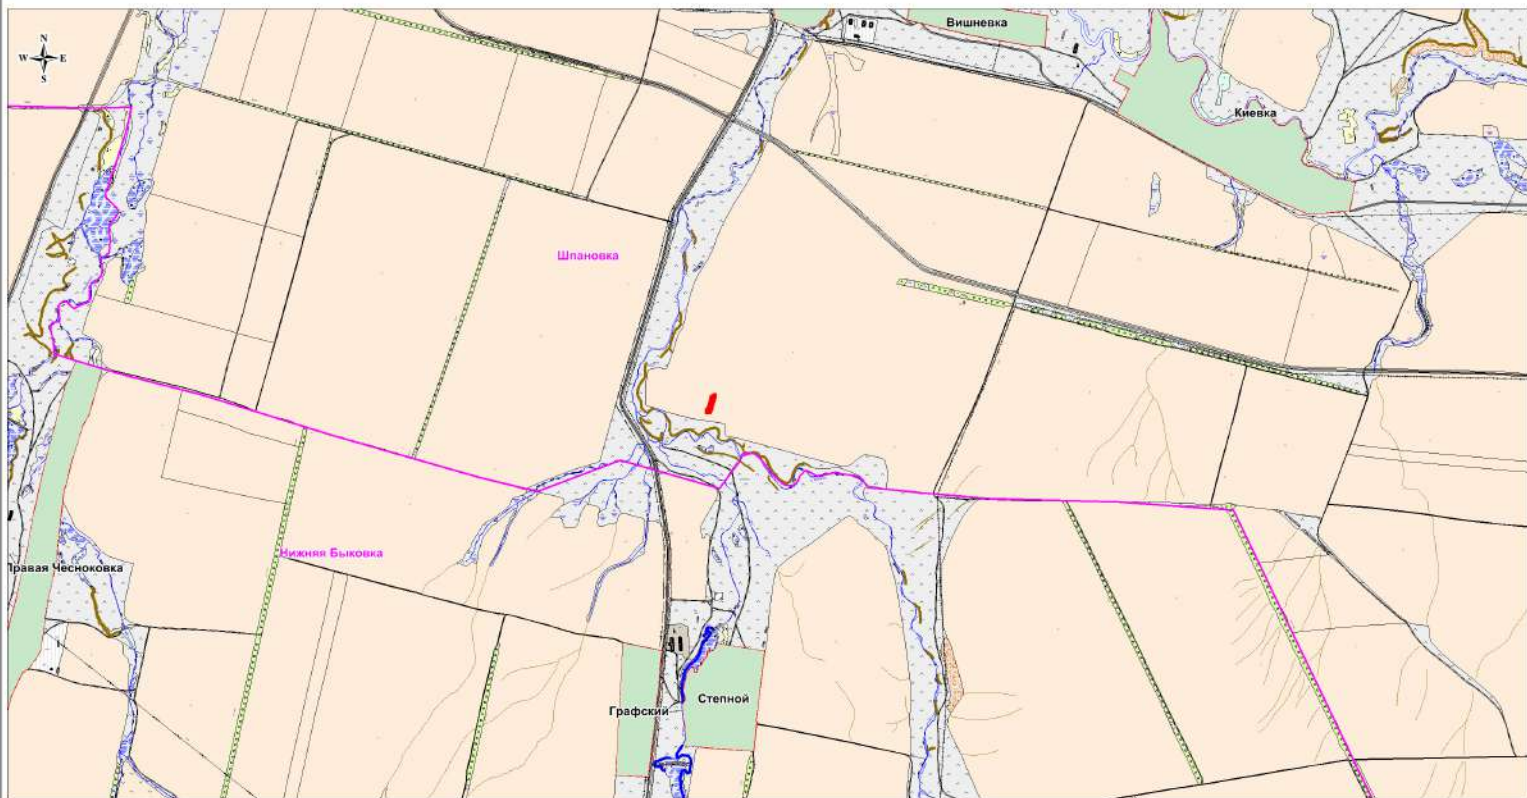 Вишневка
N
W E
S
Киевка
Шпановка
Нижняя Быковка
Правая Чесноковка
Степной
Графский